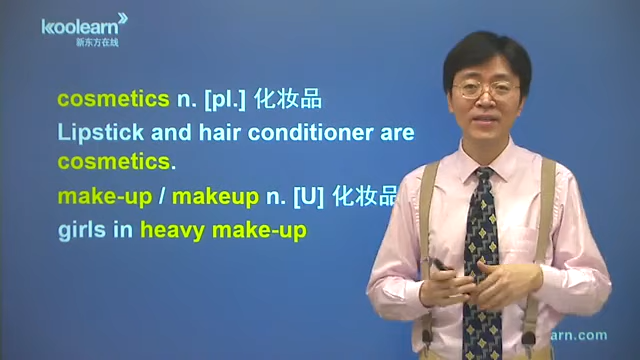 koolearn
新东方在线
cosmetics n. [pl.] 化妆品
Lipstick and hair conditioner are
cosmetics.
make-up / makeup n. [U] 化妆品
girls in heavy make-up
arn.com